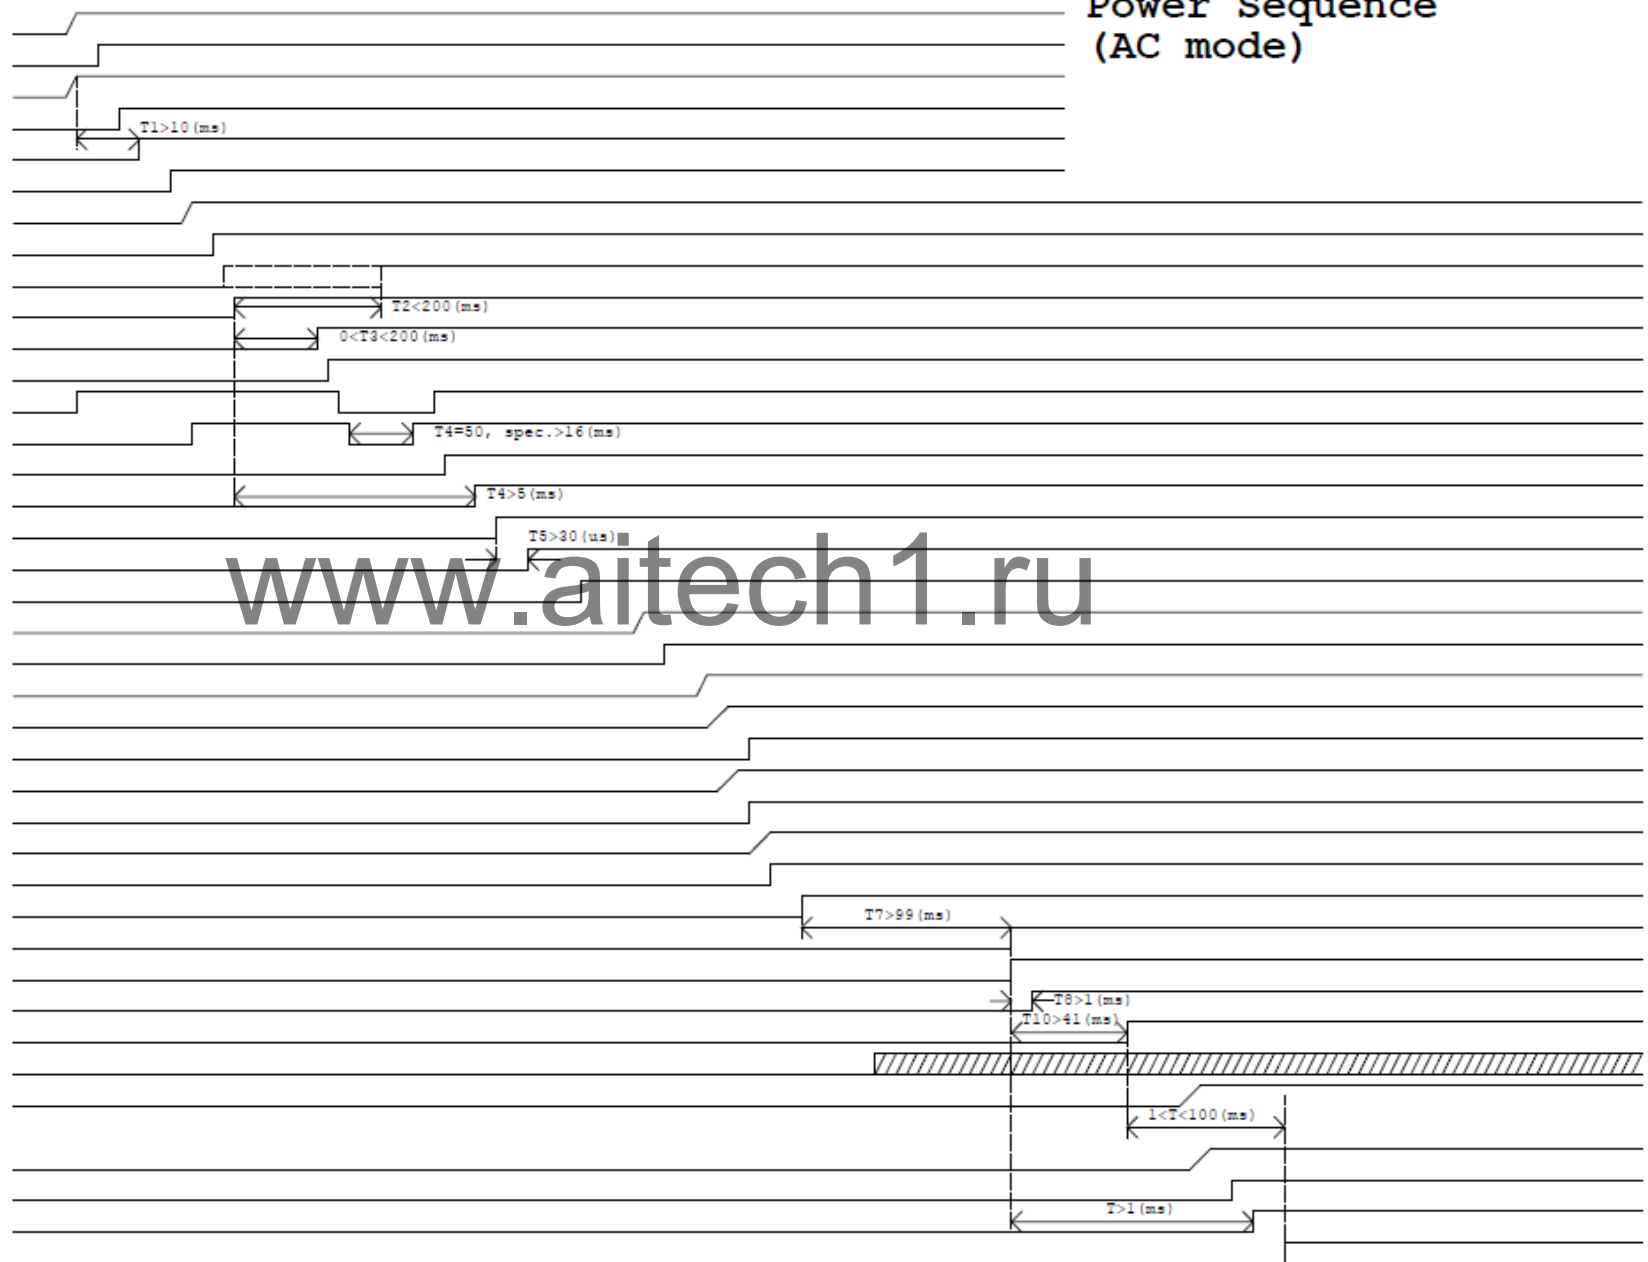 Power Sequence
(AC mode)
T1>10(ms)
T2<200(ms)
0<T3<200(ms)
T4=50, spec.>16(ms)
T4>5(ms)
T5>30(us)
www.aitech1.ru
T7>99(ms)
T8>1(ms)
T10>41(ms)
1<T<100(ms)
T>1(ms)